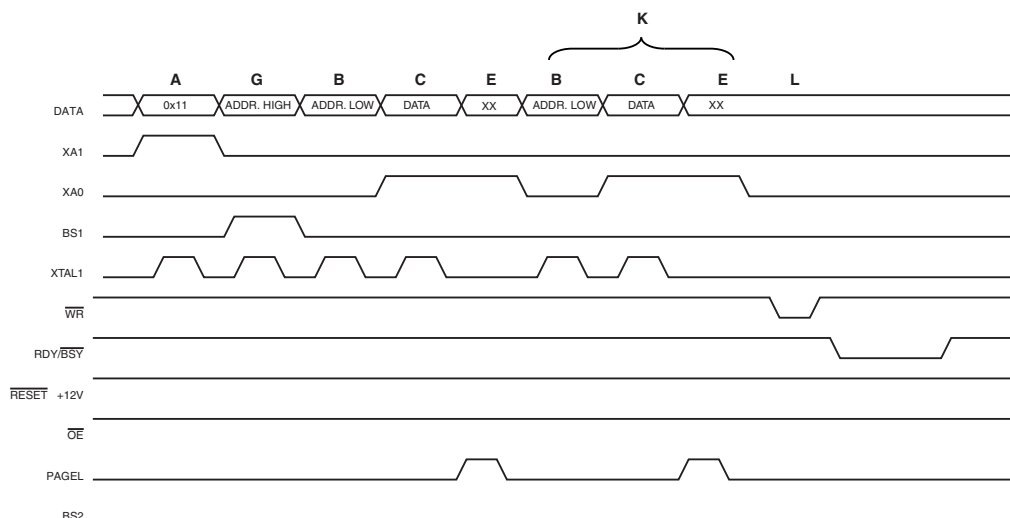 K
A G B C E B C E L
DATA 0x11 ADDR. HIGH ADDR. LOW DATA XX ADDR. LOW DATA XX
XA1
XA0
BS1
XTAL1
WR
RDY/BSY
RESET +12V
OE
PAGEL
BS2